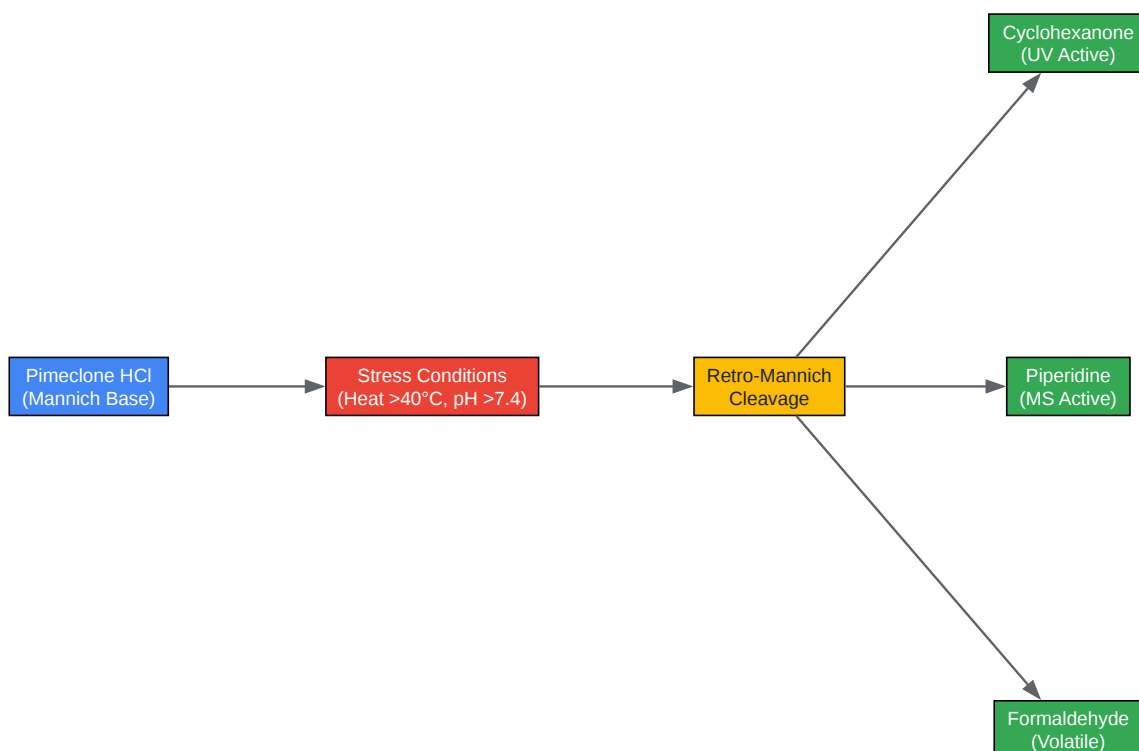 Cyclohexanone
(UV Active)
Pimeclone HCl
(Mannich Base)
Stress Conditions
(Heat >40°C, pH >7.4)
Retro-Mannich
Cleavage
Piperidine
(MS Active)
Formaldehyde
(Volatile)